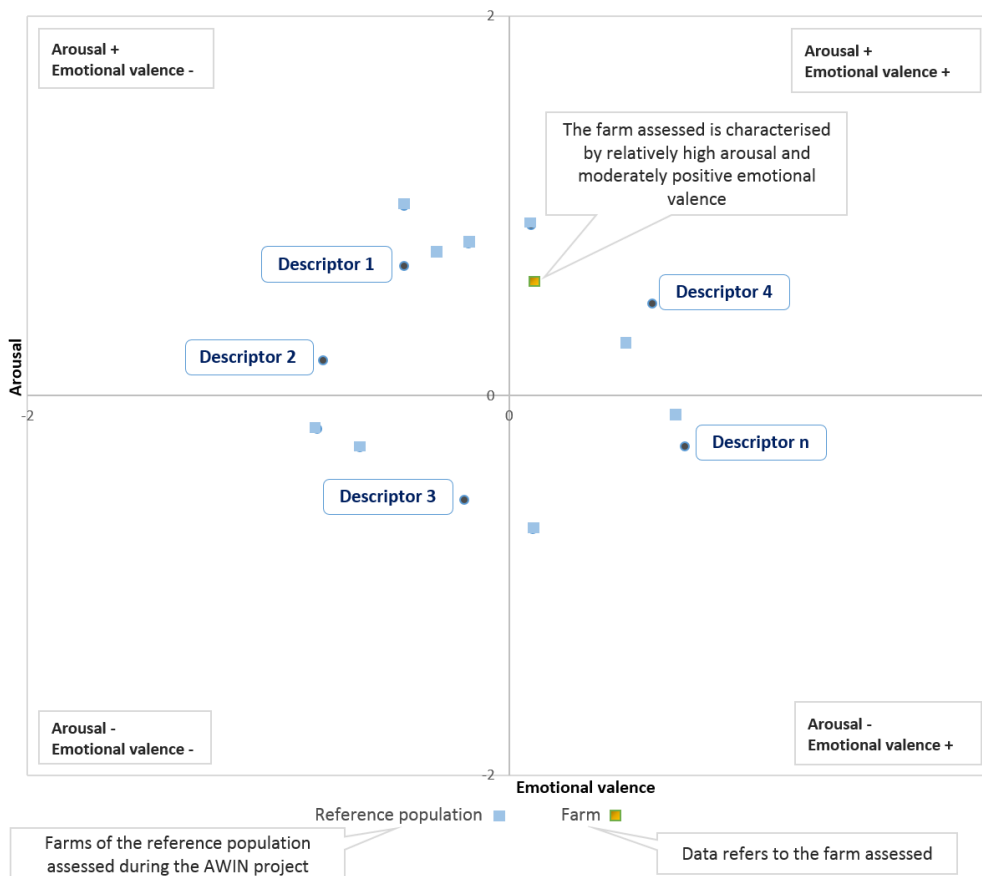 2
Arousal +
Emotional valence -
Arousal +
Emotional valence +
The farm assessed is characterised
by relatively high arousal and
moderately positive emotional
valence
Descriptor 1
Descriptor 4
Descriptor 2
Arousal
0
-2
0
Descriptor n
Descriptor 3
Arousal -
Emotional valence -
Arousal -
Emotional valence +
-2
Emotional valence
Reference population
Farm
Farms of the reference population
assessed during the AWIN project
Data refers to the farm assessed